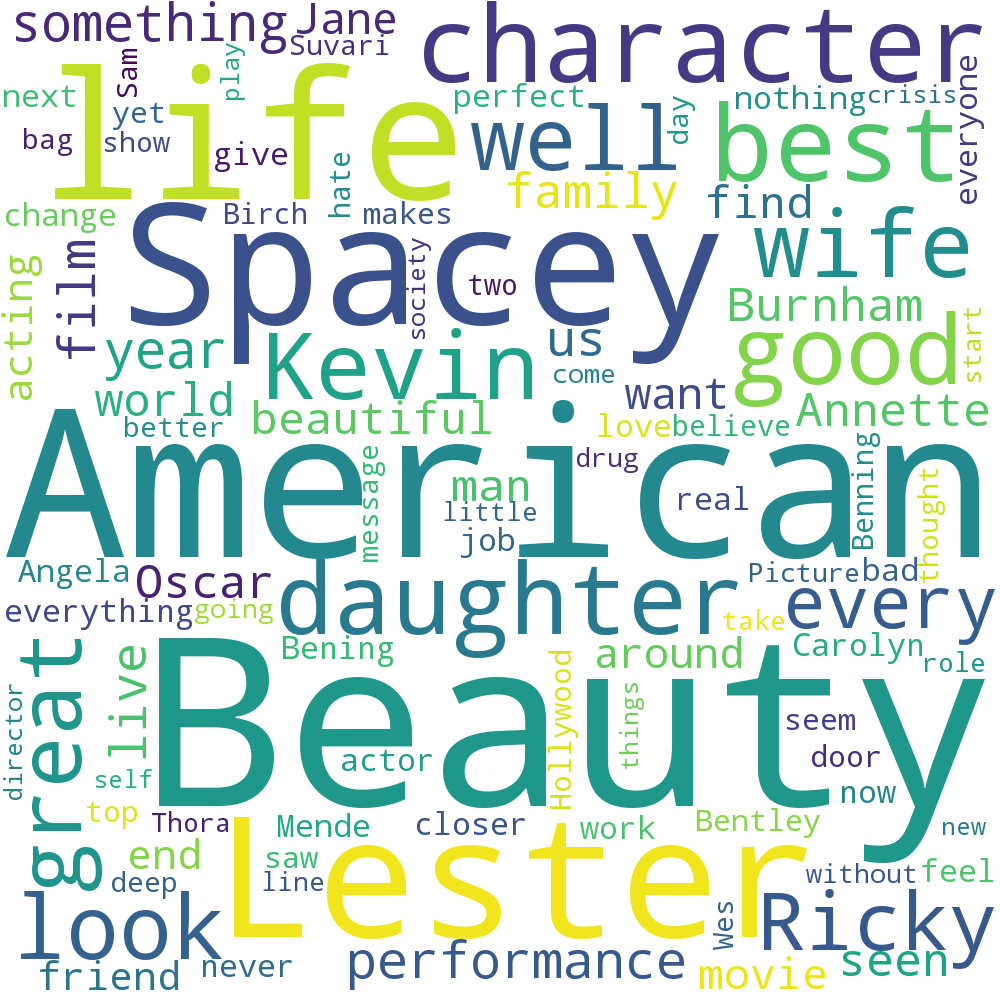 something
Jane
Suvari
character
life
Sam
play
next
yet
bag
show
give
hate
perfect
well
day
nothing
crisis
everyone
best
family
find
wife
change
Birch
makes
Spacey
society
two
acting
film
year
Kevin
us
come
Burnham
good
start
world
better
beautiful
want
love
believe
Annette
American
drug
message
man
little
job
real
Benning
thought
Angela
Oscar
daughter
Picture
bad
everything
going
every
take
great
live
Bening
around
Carolyn
role
Beauty
director
self
actor
Hollywood
things
seem
door
now
top
Thora
Mende
closer
work
Bentley
new
end
saw
Lester
deep
line
without
feel
look
Wes
Ricky
friend
never
performance
movie
seen